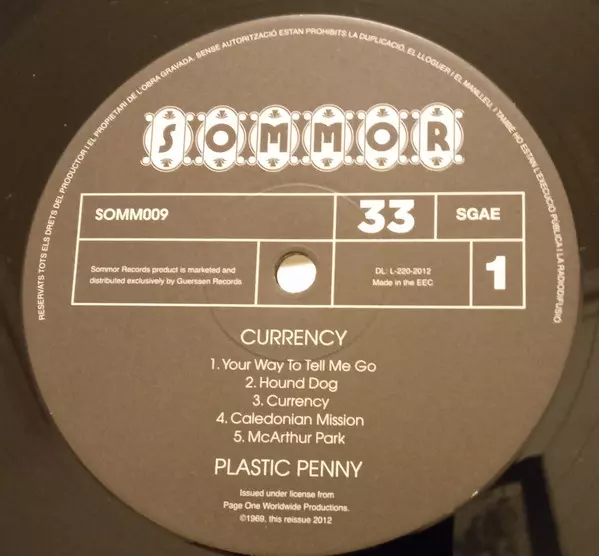 RESERVATS TOTS ELS DRETS DEL PRODUCTOR I EL PROPIETARI DE L'OBRA GRAVADA. SENSE AUTORITZACIÓ ESTAN PROHIBITS LA DUPLICACIÓ, EL LLOGUER I EL MANLLEU, I TAMBÉ HO ESTAN L'EXECUCIÓ PÚBLICA I LA RADIODIFUSIÓ
SOMMOR
SOMM009
33
SGAE
Sommor Records product is marketed and
distributed exclusively by Guerssen Records
DL: L-220-2012
Made in the EEC
1
CURRENCY
1. Your Way To Tell Me Go
2. Hound Dog
3. Currency
4. Caledonian Mission
5. McArthur Park
PLASTIC PENNY
Issued under license from
Page One Worldwide Productions.
©1969, this reissue 2012